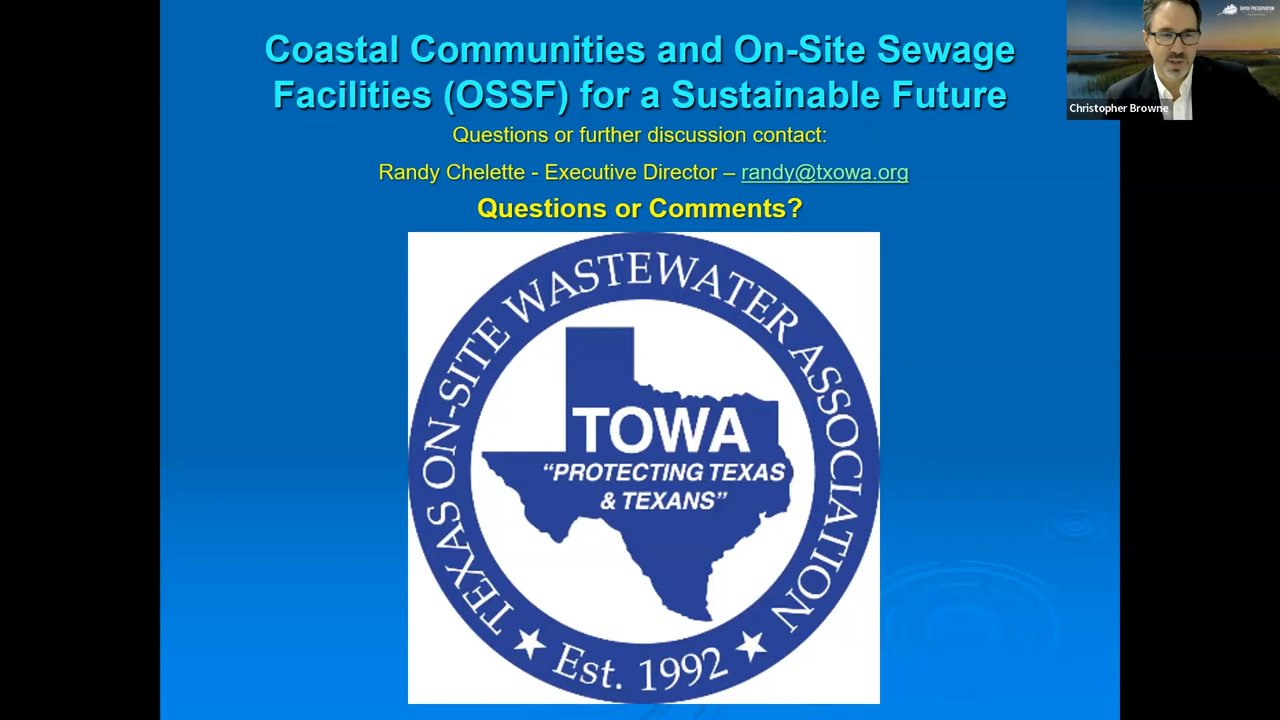 Coastal Communities and On-Site Sewage
Facilities (OSSF) for a Sustainable Future
Questions or further discussion contact:
Randy Chelette - Executive Director – randy@txowa.org
Questions or Comments?
TEXAS ON-SITE WASTEWATER ASSOCIATION
TOWA
“PROTECTING TEXAS
& TEXANS”
★ Est. 1992 ★
BAYOU PRESERVATION
Christopher Browne